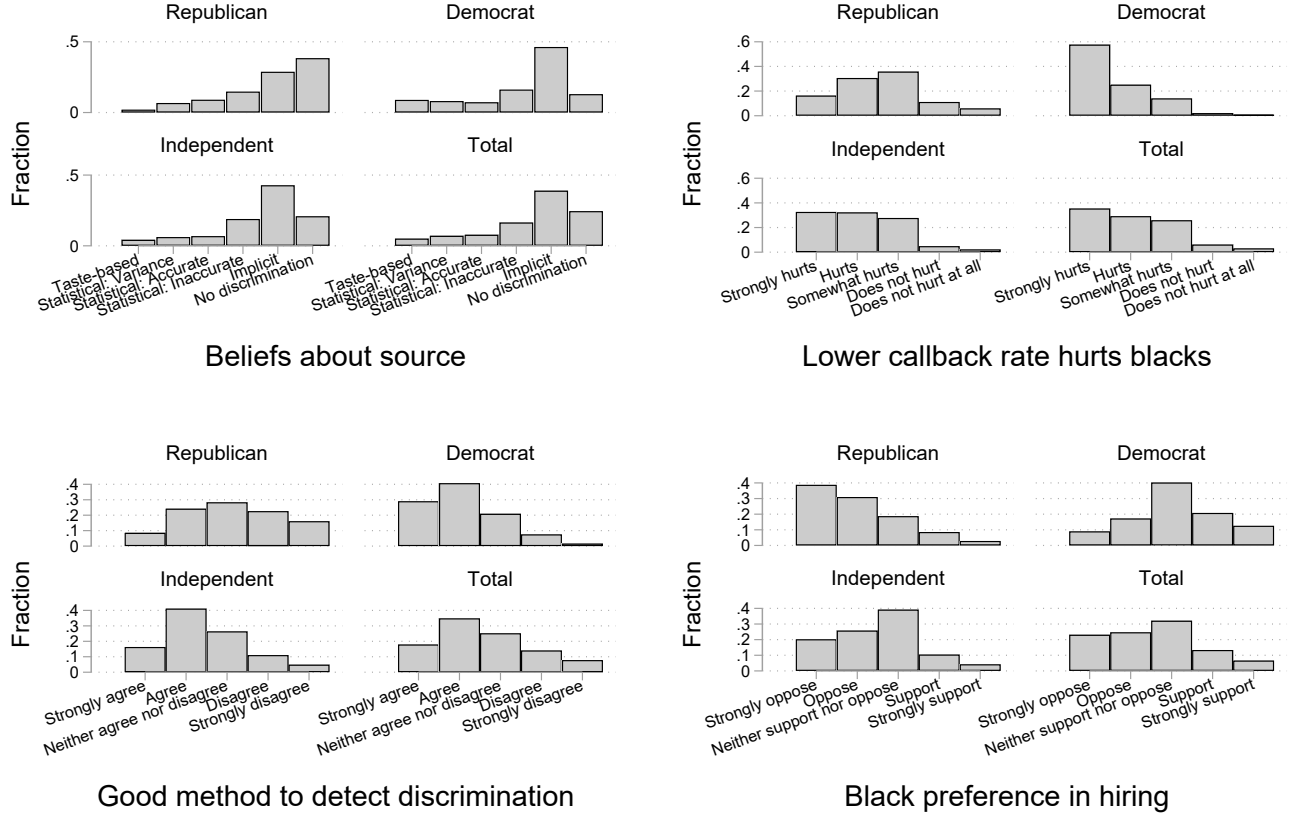 Republican
Democrat
.5
0
Independent
Total
.5
0
Fraction
Taste-based
Statistical: Variance
Statistical: Accurate
Statistical: Inaccurate
Implicit
No discrimination
Taste-based
Statistical: Variance
Statistical: Accurate
Statistical: Inaccurate
Implicit
No discrimination
Beliefs about source
Republican
Democrat
.6
.4
.2
0
Independent
Total
.6
.4
.2
0
Fraction
Strongly hurts
Hurts
Somewhat hurts
Does not hurt
Does not hurt at all
Strongly hurts
Hurts
Somewhat hurts
Does not hurt
Does not hurt at all
Lower callback rate hurts blacks
Republican
Democrat
.4
.3
.2
.1
0
Independent
Total
.4
.3
.2
.1
0
Fraction
Strongly agree
Agree
Neither agree nor disagree
Disagree
Strongly disagree
Strongly agree
Agree
Neither agree nor disagree
Disagree
Strongly disagree
Good method to detect discrimination
Republican
Democrat
.4
.3
.2
.1
0
Independent
Total
.4
.3
.2
.1
0
Fraction
Strongly oppose
Oppose
Neither support nor oppose
Support
Strongly support
Strongly oppose
Oppose
Neither support nor oppose
Support
Strongly support
Black preference in hiring